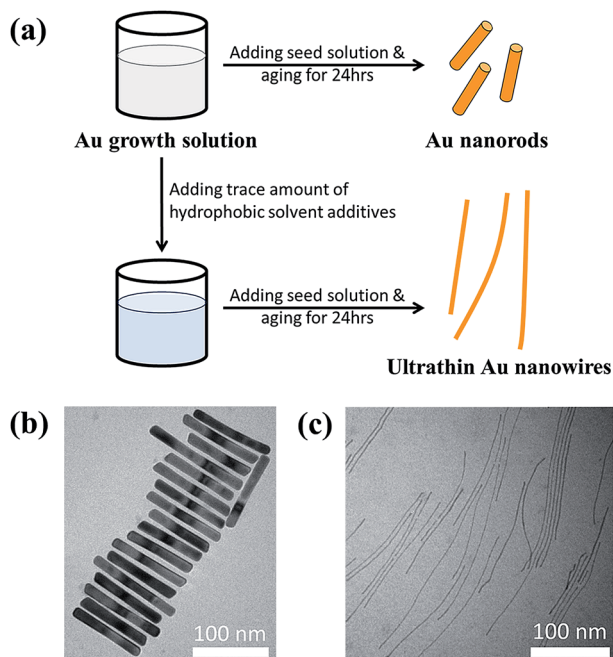 (a)
Adding seed solution &
aging for 24hrs
Au growth solution
Au nanorods
Adding trace amount of
hydrophobic solvent additives
Adding seed solution &
aging for 24hrs
Ultrathin Au nanowires
(b)
(c)
100 nm
100 nm